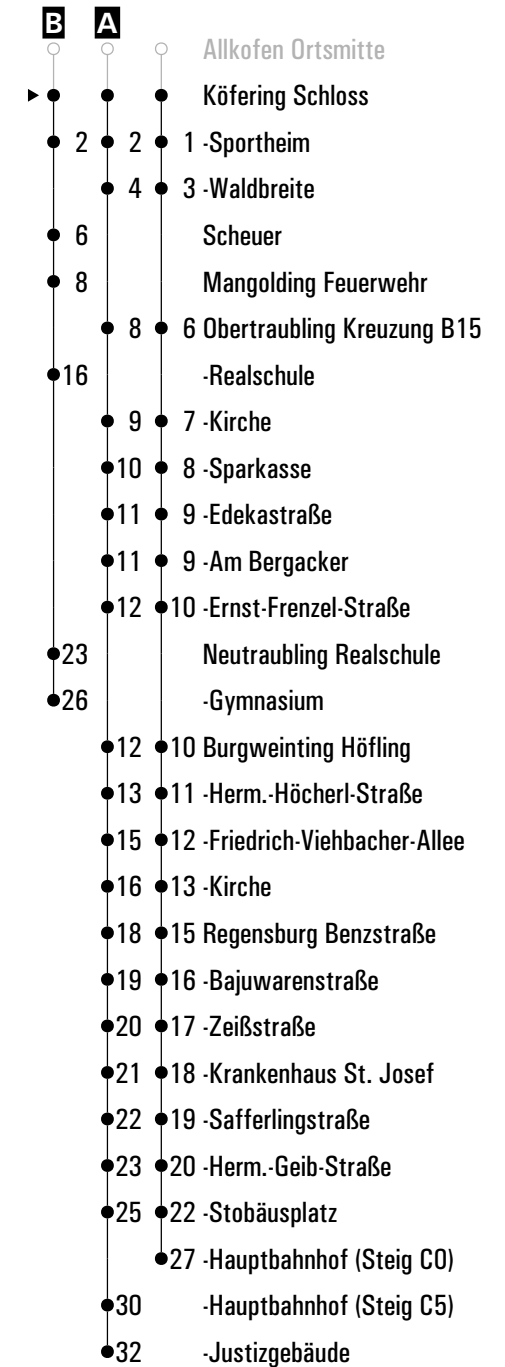 B A
Allkofen Ortsmitte
Köfering Schloss
2 2 1 -Sportheim
4 3 -Waldbreite
6 Scheuer
8 Mangolding Feuerwehr
8 6 Obertraubling Kreuzung B15
16 -Realschule
9 7 -Kirche
10 8 -Sparkasse
11 9 -Edekastraße
11 9 -Am Bergacker
12 10 -Ernst-Frenzel-Straße
23 Neutraubling Realschule
26 -Gymnasium
12 10 Burgweinting Höfling
13 11 -Herm.-Höcherl-Straße
15 12 -Friedrich-Viehbacher-Allee
16 13 -Kirche
18 15 Regensburg Benzstraße
19 16 -Bajuwarenstraße
20 17 -Zeißstraße
21 18 -Krankenhaus St. Josef
22 19 -Safferlingstraße
23 20 -Herm.-Geib-Straße
25 22 -Stobäusplatz
27 -Hauptbahnhof (Steig C0)
30 -Hauptbahnhof (Steig C5)
32 -Justizgebäude